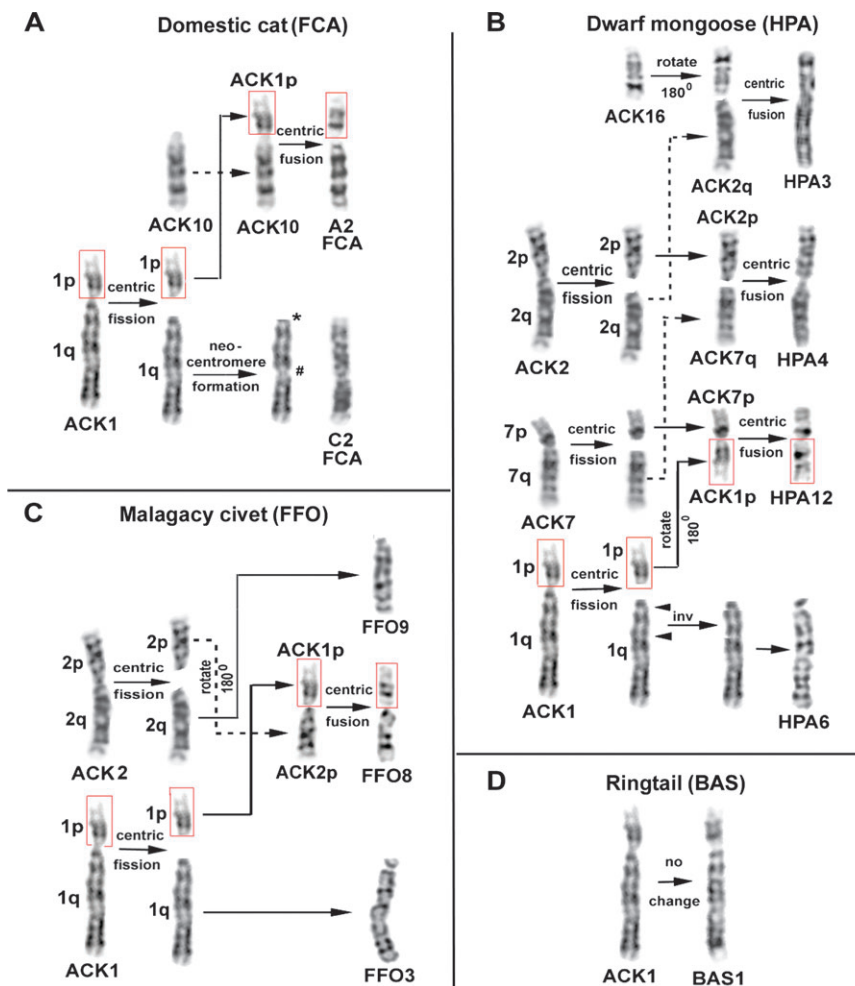 A
Domestic cat (FCA)
ACK1p
centric
fusion
ACK10
ACK10
A2
FCA
1p
1p
centric
fission
1q
1q
neo-
centromere
formation
*
#
ACK1
C2
FCA
B
Dwarf mongoose (HPA)
rotate
180⁰
ACK16
centric
fusion
ACK2q
HPA3
ACK2p
2p
2p
centric
fission
centric
fusion
2q
2q
ACK2
ACK7q
HPA4
ACK7p
7p
centric
fission
centric
fusion
7q
ACK7
ACK1p
HPA12
rotate
180⁰
1p
1p
centric
fission
inv
1q
1q
ACK1
HPA6
C
Malagacy civet (FFO)
FFO9
2p
2p
ACK1p
centric
fission
rotate
180⁰
centric
fusion
2q
2q
ACK2
ACK2p
FFO8
1p
1p
centric
fission
1q
1q
ACK1
FFO3
D
Ringtail (BAS)
no
change
ACK1
BAS1